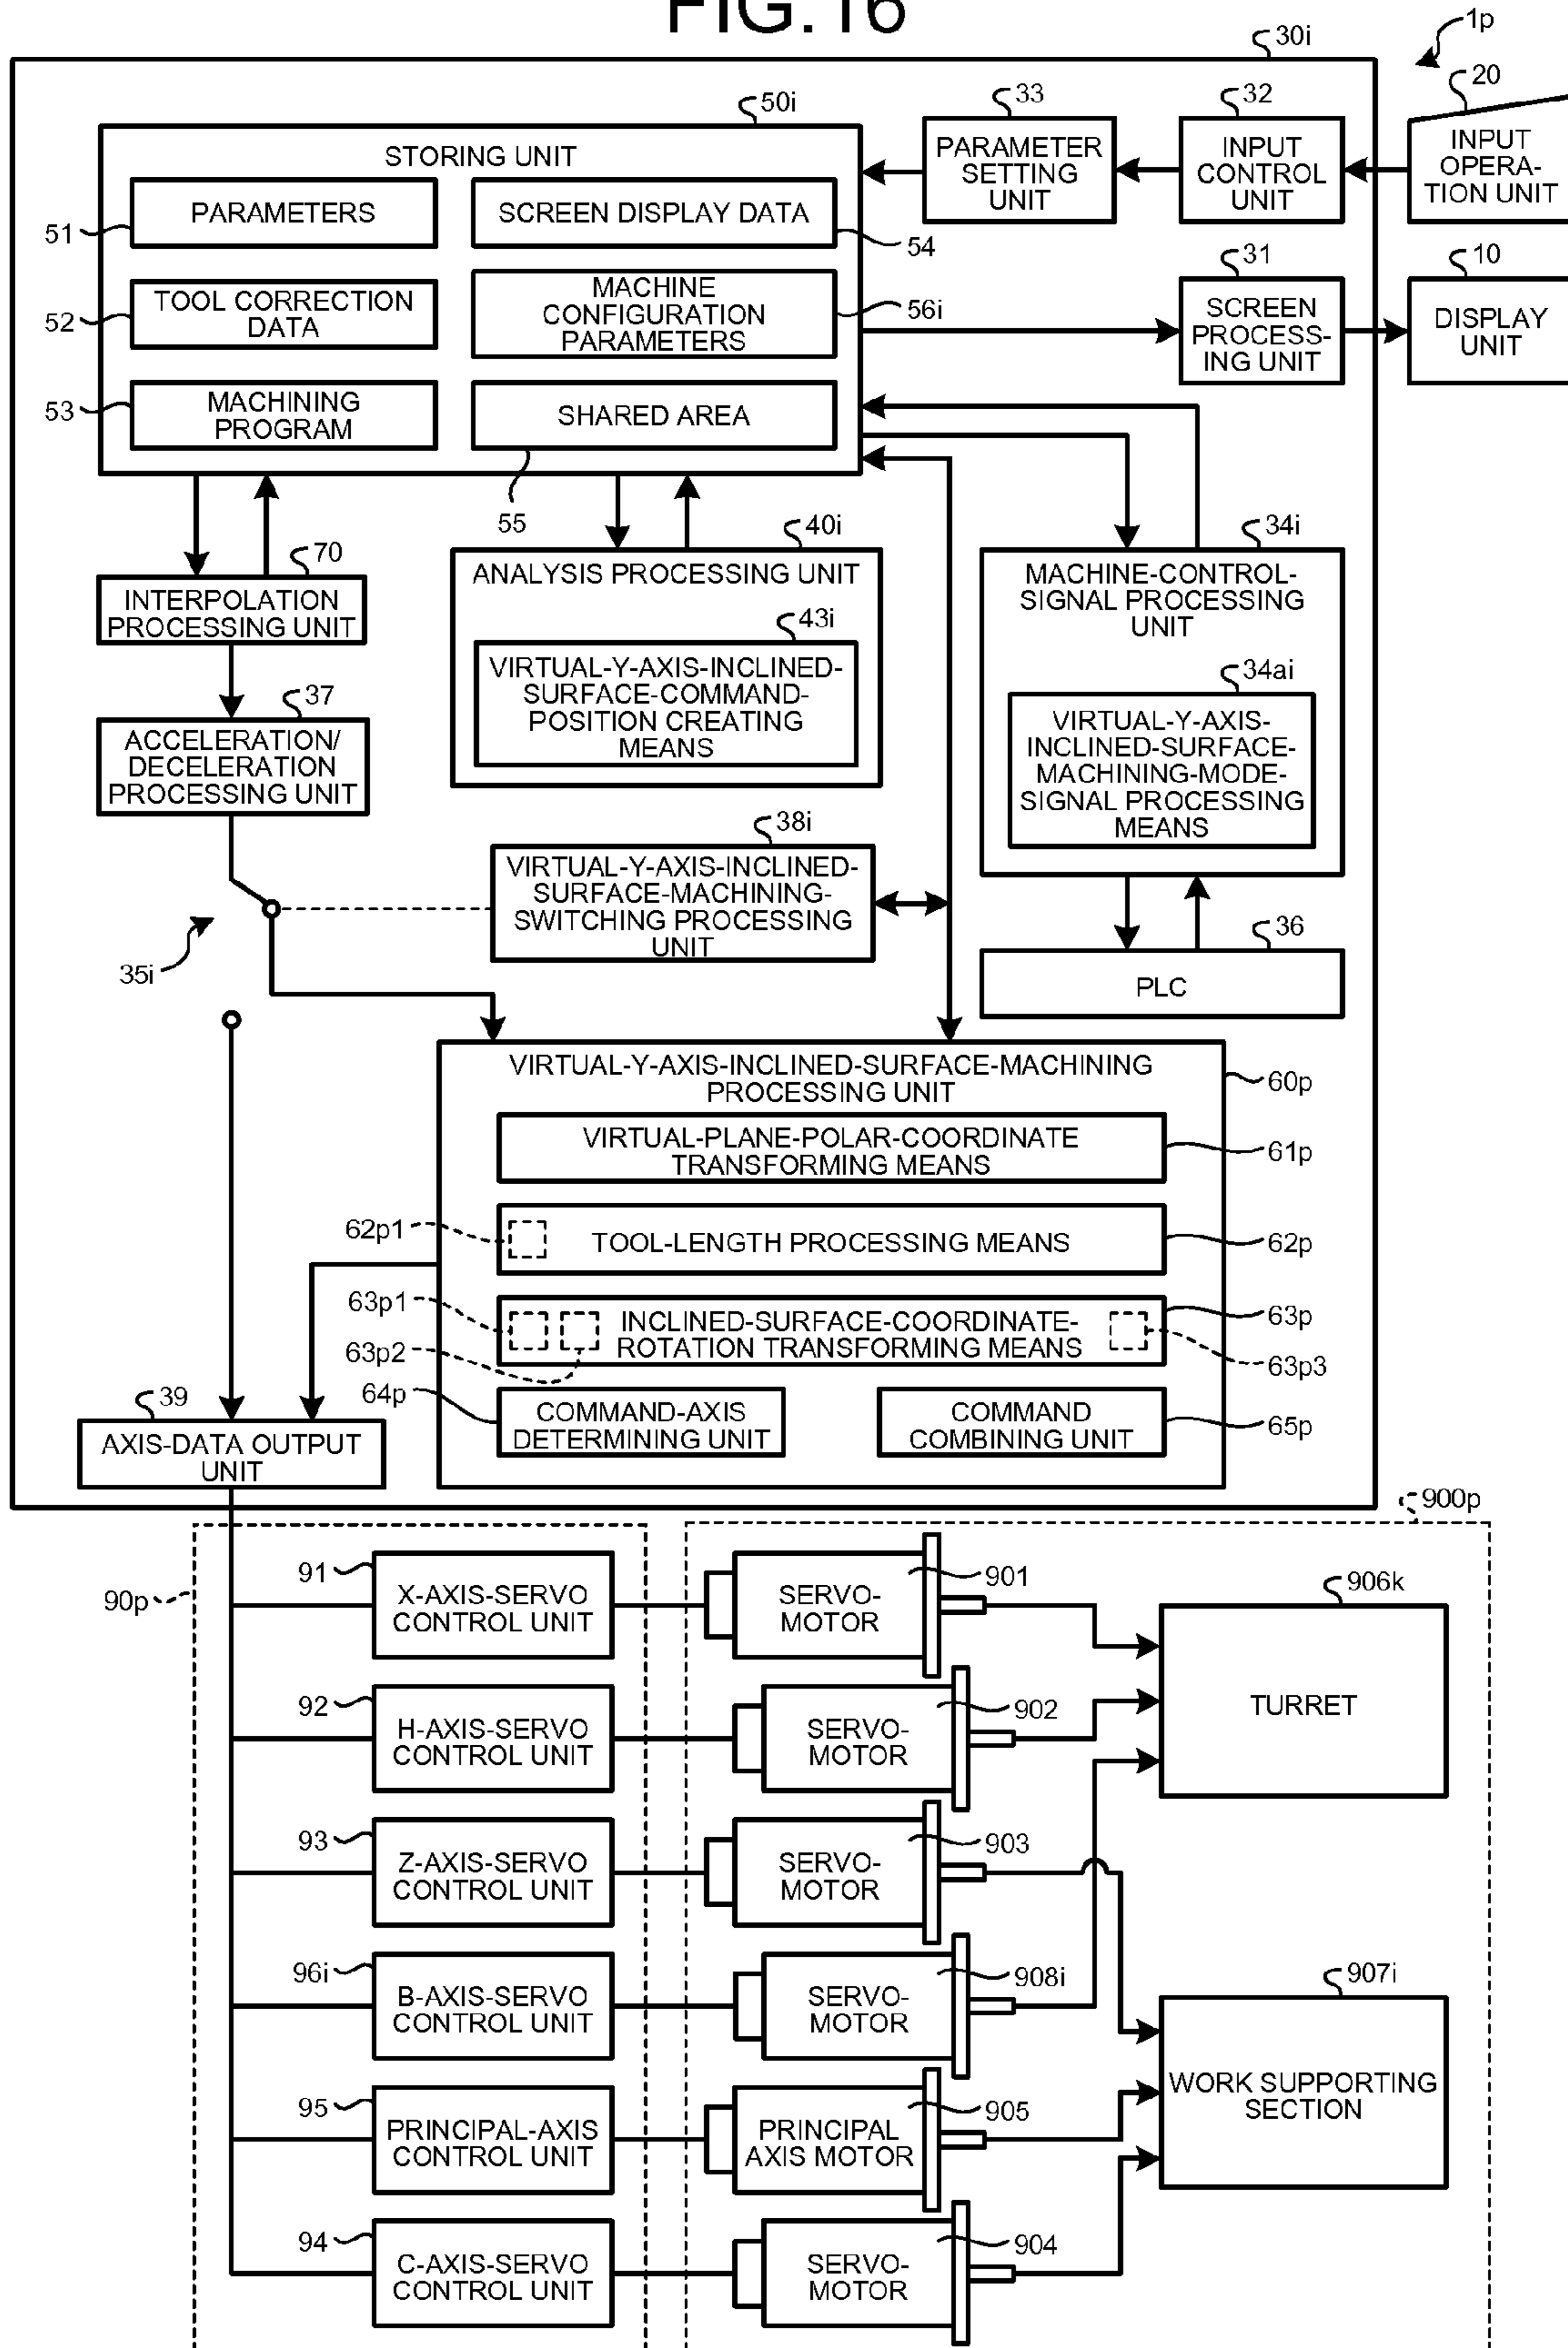 FIG.16
1p
30i
20
50i
33
32
STORING UNIT
PARAMETER
SETTING
UNIT
INPUT
CONTROL
UNIT
INPUT
OPERA-
TION UNIT
PARAMETERS
SCREEN DISPLAY DATA
51
54
31
10
TOOL CORRECTION
DATA
MACHINE
CONFIGURATION
PARAMETERS
52
56i
SCREEN
PROCESS-
ING UNIT
DISPLAY
UNIT
53
MACHINING
PROGRAM
SHARED AREA
55
70
40i
34i
INTERPOLATION
PROCESSING UNIT
ANALYSIS PROCESSING UNIT
43i
VIRTUAL-Y-AXIS-INCLINED-
SURFACE-COMMAND-
POSITION CREATING
MEANS
MACHINE-CONTROL-
SIGNAL PROCESSING
UNIT
34ai
VIRTUAL-Y-AXIS-
INCLINED-SURFACE-
MACHINING-MODE-
SIGNAL PROCESSING
MEANS
37
ACCELERATION/
DECELERATION
PROCESSING UNIT
38i
VIRTUAL-Y-AXIS-INCLINED-
SURFACE-MACHINING-
SWITCHING PROCESSING
UNIT
35i
36
PLC
VIRTUAL-Y-AXIS-INCLINED-SURFACE-MACHINING
PROCESSING UNIT
60p
VIRTUAL-PLANE-POLAR-COORDINATE
TRANSFORMING MEANS
61p
62p1
TOOL-LENGTH PROCESSING MEANS
62p
63p1
INCLINED-SURFACE-COORDINATE-
ROTATION TRANSFORMING MEANS
63p
63p2
63p3
64p
COMMAND-AXIS
DETERMINING UNIT
COMMAND
COMBINING UNIT
65p
39
AXIS-DATA OUTPUT
UNIT
900p
90p
91
X-AXIS-SERVO
CONTROL UNIT
SERVO-
MOTOR
901
906k
TURRET
92
H-AXIS-SERVO
CONTROL UNIT
SERVO-
MOTOR
902
93
Z-AXIS-SERVO
CONTROL UNIT
SERVO-
MOTOR
903
96i
B-AXIS-SERVO
CONTROL UNIT
SERVO-
MOTOR
908i
907i
WORK SUPPORTING
SECTION
95
PRINCIPAL-AXIS
CONTROL UNIT
PRINCIPAL
AXIS MOTOR
905
94
C-AXIS-SERVO
CONTROL UNIT
SERVO-
MOTOR
904